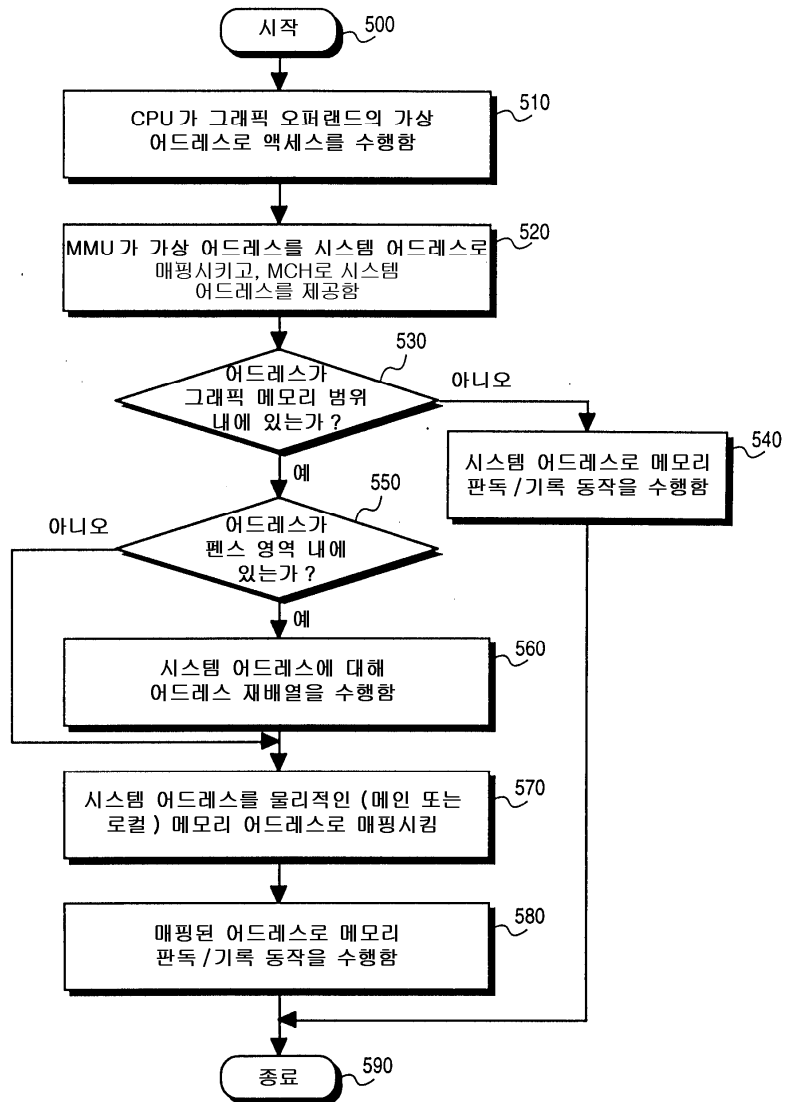 시작
500
CPU가 그래픽 오퍼랜드의 가상
어드레스로 액세스를 수행함
510
MMU가 가상 어드레스를 시스템 어드레스로
매핑시키고, MCH로 시스템
어드레스를 제공함
520
어드레스가
그래픽 메모리 범위
내에 있는가?
530
아니오
예
시스템 어드레스로 메모리
판독/기록 동작을 수행함
540
어드레스가
펜스 영역 내에
있는가?
550
아니오
예
시스템 어드레스에 대해
어드레스 재배열을 수행함
560
시스템 어드레스를 물리적인 (메인 또는
로컬) 메모리 어드레스로 매핑시킴
570
매핑된 어드레스로 메모리
판독/기록 동작을 수행함
580
종료
590